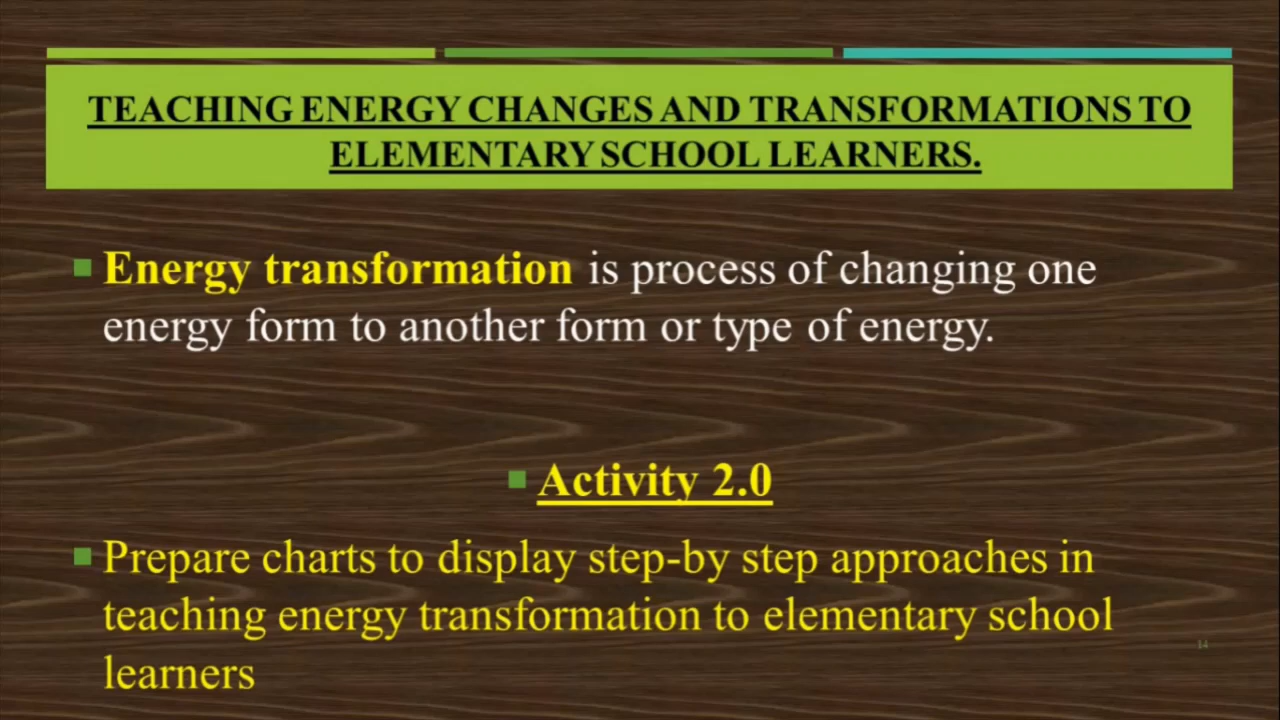 TEACHING ENERGY CHANGES AND TRANSFORMATIONS TO
ELEMENTARY SCHOOL LEARNERS.
Energy transformation is process of changing one
energy form to another form or type of energy.
Activity 2.0
Prepare charts to display step-by step approaches in
teaching energy transformation to elementary school
learners
14